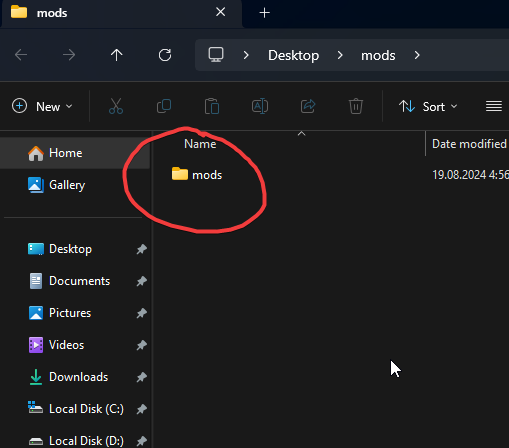 mods
Desktop mods
New Sort
Name Date modified
mods 19.08.2024 4:56
Home
Gallery
Desktop
Documents
Pictures
Videos
Downloads
Local Disk (C:)
Local Disk (D:)